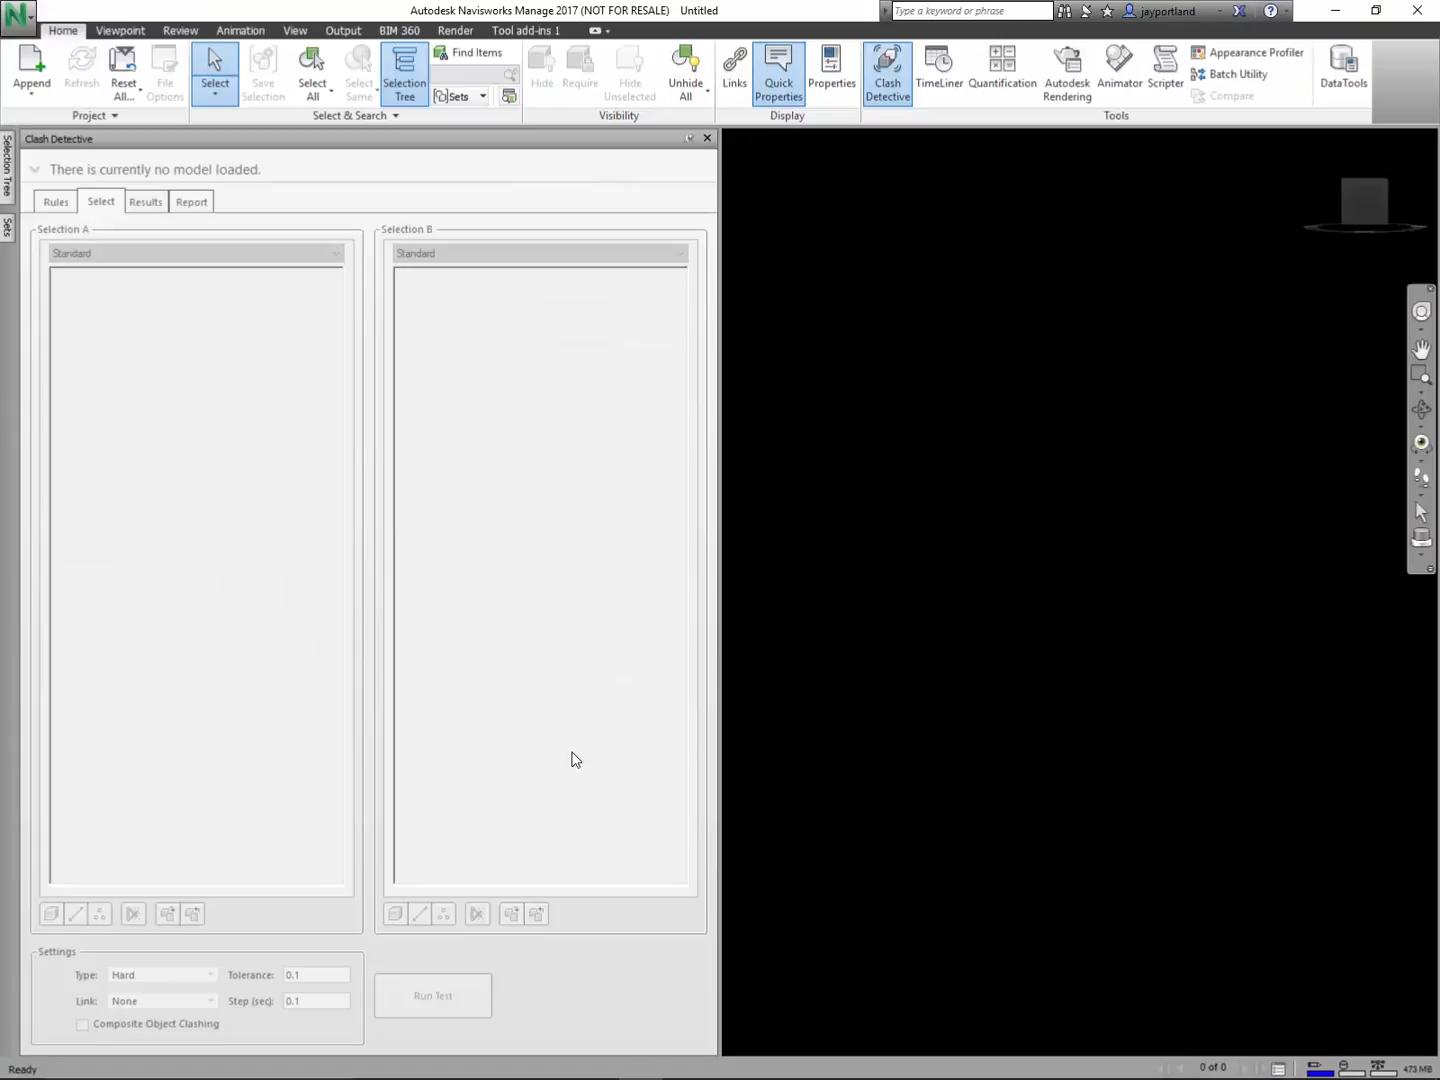 Autodesk Navisworks Manage 2017 (NOT FOR RESALE) Untitled
Type a keyword or phrase
jayportland
Home Viewpoint Review Animation View Output BIM 360 Render Tool add-ins 1
Append
Refresh
Reset All...
File Options
Project
Select
Save Selection
Select All
Select Same
Selection Tree
Find Items
Sets
Select & Search
Hide
Require
Hide Unselected
Unhide All
Visibility
Links
Quick Properties
Properties
Display
Clash Detective
TimeLiner
Quantification
Autodesk Rendering
Animator
Scripter
Appearance Profiler
Batch Utility
Compare
Tools
DataTools
Selection Tree
Sets
Clash Detective
There is currently no model loaded.
Rules Select Results Report
Selection A
Standard
Selection B
Standard
Settings
Type: Hard Tolerance: 0.1
Link: None Step (sec): 0.1
Composite Object Clashing
Run Test
Ready
0 of 0
473 MB